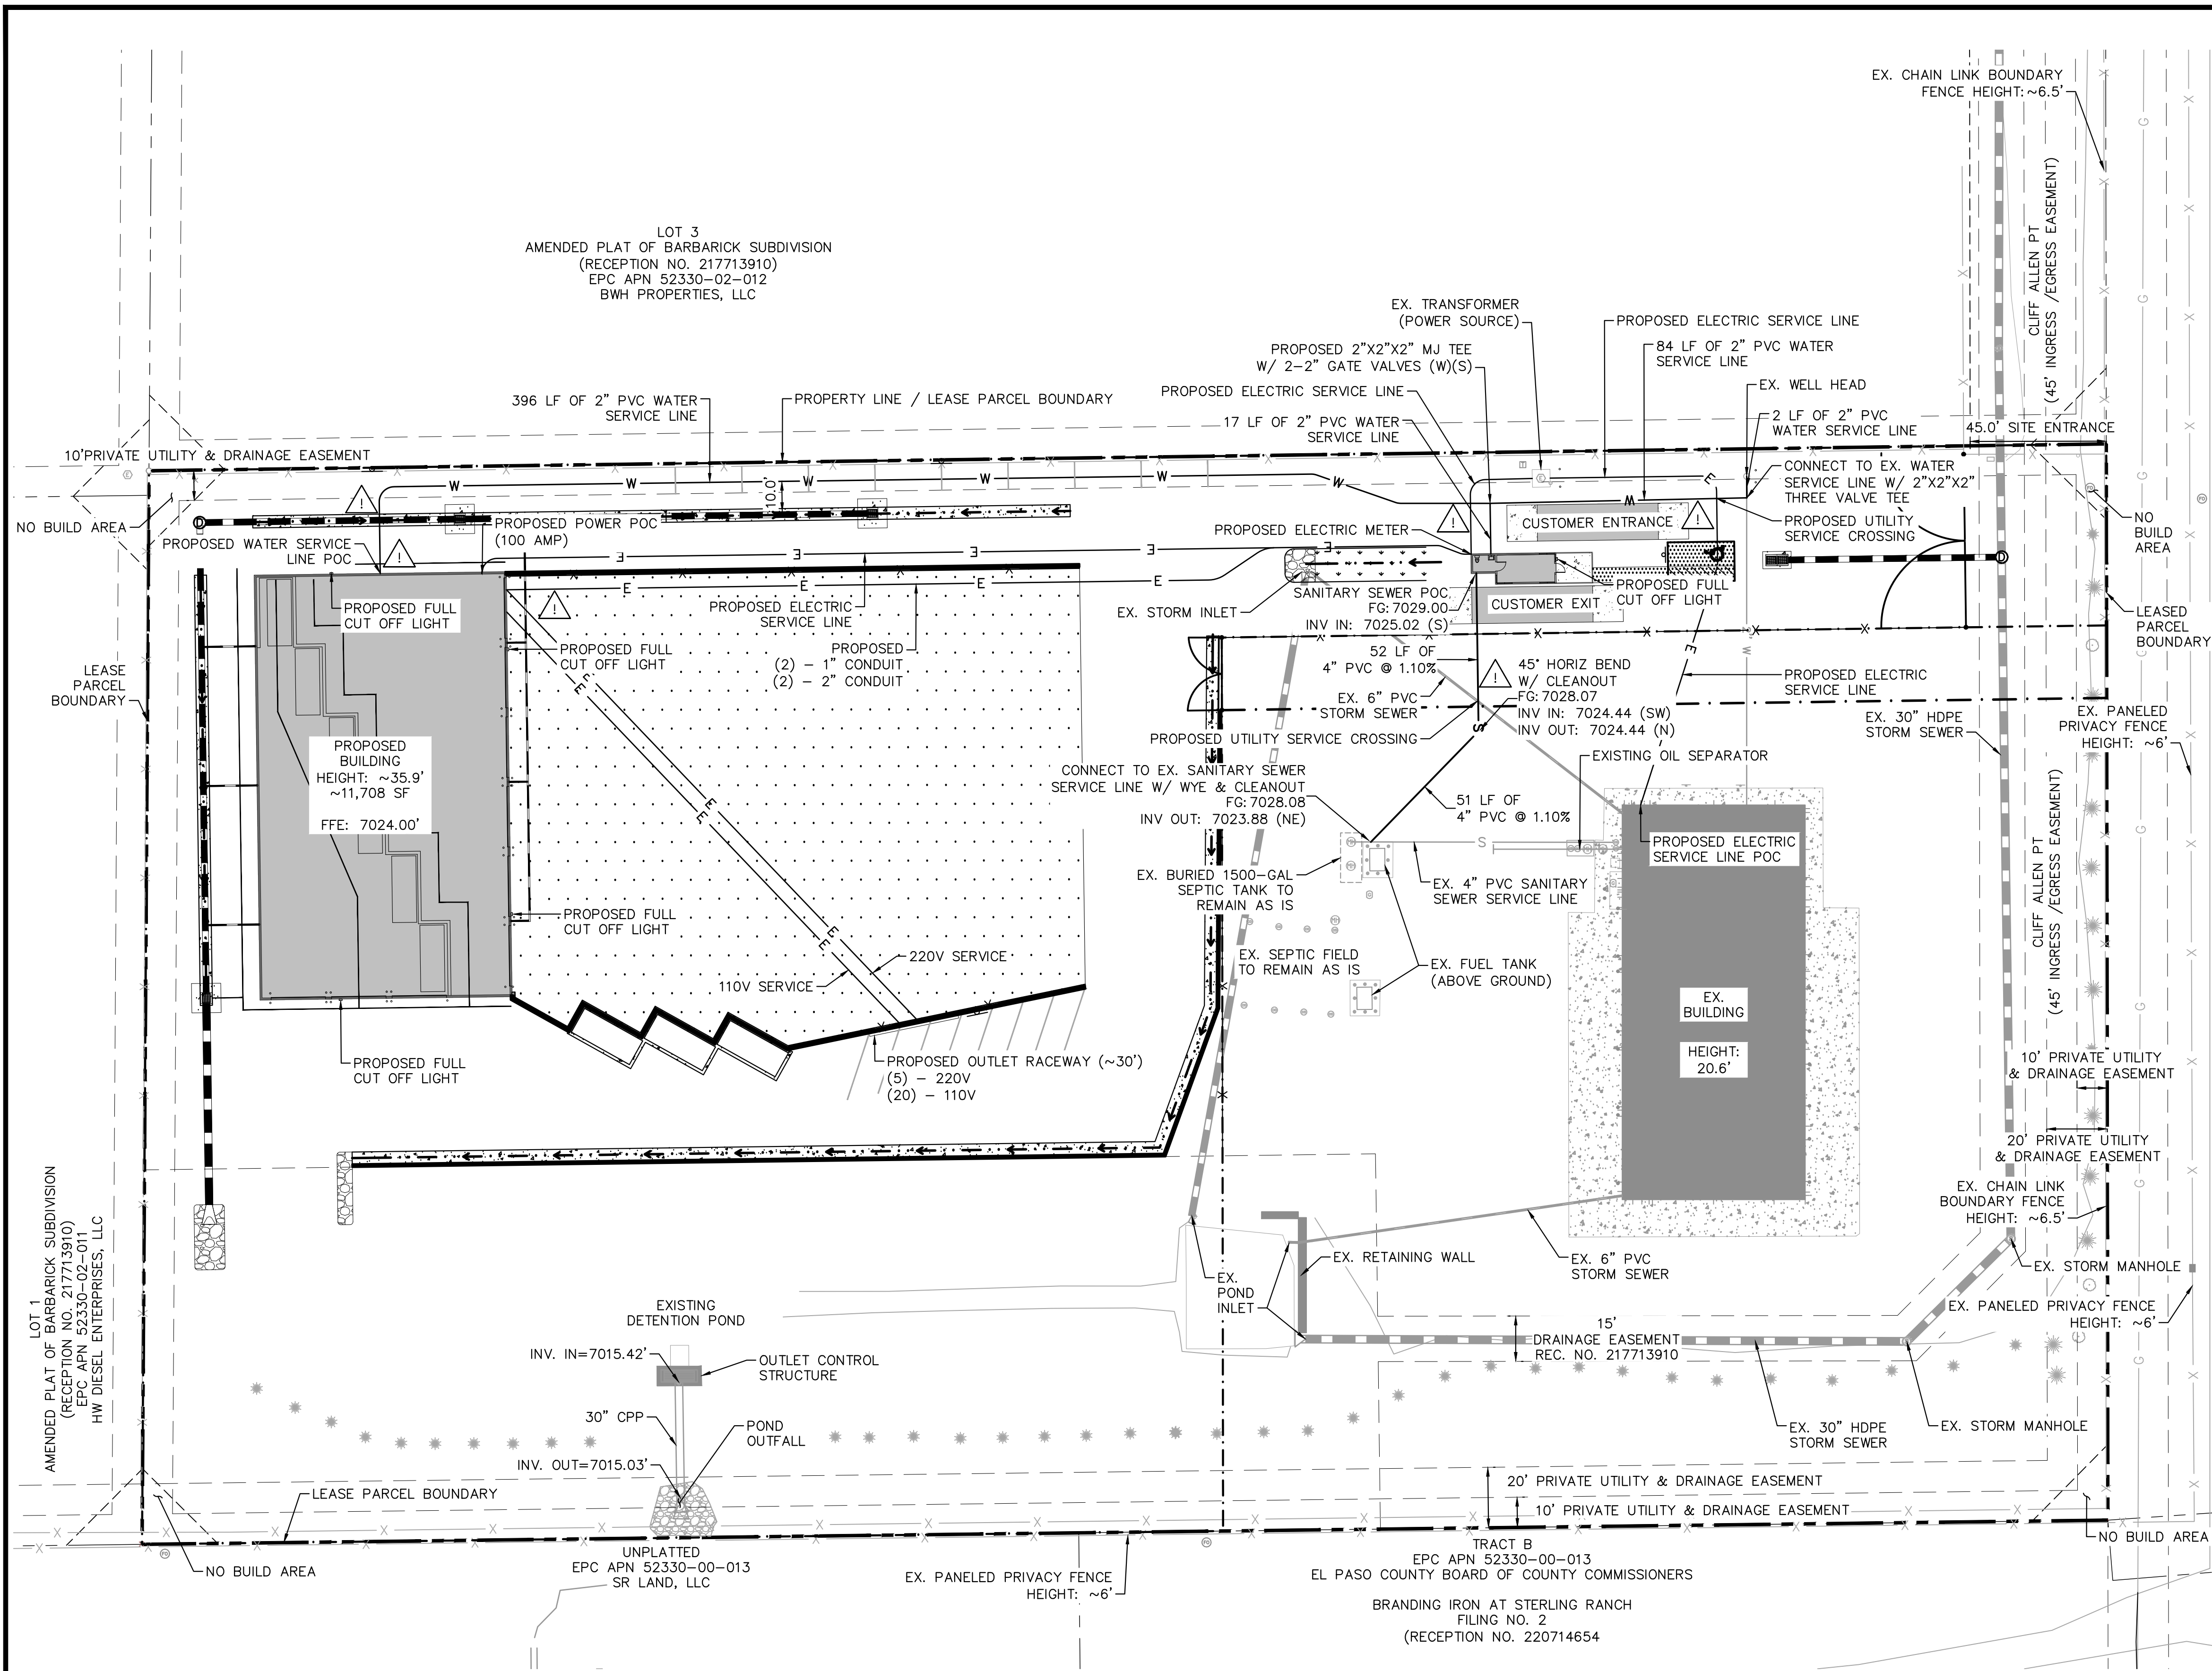 EX. CHAIN LINK BOUNDARY
FENCE HEIGHT: ~6.5'
CLIFF ALLEN PT
(45' INGRESS /EGRESS EASEMENT)
LOT 3
AMENDED PLAT OF BARBARICK SUBDIVISION
(RECEPTION NO. 217713910)
EPC APN 52330-02-012
BWH PROPERTIES, LLC
EX. TRANSFORMER
(POWER SOURCE)
PROPOSED ELECTRIC SERVICE LINE
PROPOSED 2"X2"X2" MJ TEE
W/ 2-2" GATE VALVES (W)(S)
84 LF OF 2" PVC WATER
SERVICE LINE
PROPOSED ELECTRIC SERVICE LINE
EX. WELL HEAD
396 LF OF 2" PVC WATER
SERVICE LINE
PROPERTY LINE / LEASE PARCEL BOUNDARY
17 LF OF 2" PVC WATER
SERVICE LINE
2 LF OF 2" PVC
WATER SERVICE LINE
45.0' SITE ENTRANCE
10'PRIVATE UTILITY & DRAINAGE EASEMENT
CONNECT TO EX. WATER
SERVICE LINE W/ 2"X2"X2"
THREE VALVE TEE
W W W W W W
10.0'
NO BUILD AREA
PROPOSED POWER POC
(100 AMP)
PROPOSED WATER SERVICE
LINE POC
PROPOSED ELECTRIC METER
CUSTOMER ENTRANCE
PROPOSED UTILITY
SERVICE CROSSING
NO
BUILD
AREA
PROPOSED FULL
CUT OFF LIGHT
PROPOSED ELECTRIC
SERVICE LINE
EX. STORM INLET
SANITARY SEWER POC
FG: 7029.00
INV IN: 7025.02 (S)
CUSTOMER EXIT
PROPOSED FULL
CUT OFF LIGHT
LEASED
PARCEL
BOUNDARY
PROPOSED FULL
CUT OFF LIGHT
PROPOSED
(2) - 1" CONDUIT
(2) - 2" CONDUIT
52 LF OF
4" PVC @ 1.10%
45° HORIZ BEND
W/ CLEANOUT
FG: 7028.07
INV IN: 7024.44 (SW)
INV OUT: 7024.44 (N)
LEASE
PARCEL
BOUNDARY
EX. 6" PVC
STORM SEWER
PROPOSED ELECTRIC
SERVICE LINE
PROPOSED UTILITY SERVICE CROSSING
EX. 30" HDPE
STORM SEWER
EX. PANELED
PRIVACY FENCE
HEIGHT: ~6'
PROPOSED
BUILDING
HEIGHT: ~35.9'
~11,708 SF
FFE: 7024.00'
CONNECT TO EX. SANITARY SEWER
SERVICE LINE W/ WYE & CLEANOUT
FG: 7028.08
INV OUT: 7023.88 (NE)
EXISTING OIL SEPARATOR
51 LF OF
4" PVC @ 1.10%
PROPOSED ELECTRIC
SERVICE LINE POC
EX. BURIED 1500-GAL
SEPTIC TANK TO
REMAIN AS IS
EX. 4" PVC SANITARY
SEWER SERVICE LINE
CLIFF ALLEN PT
(45' INGRESS /EGRESS EASEMENT)
PROPOSED FULL
CUT OFF LIGHT
220V SERVICE
110V SERVICE
EX. SEPTIC FIELD
TO REMAIN AS IS
EX. FUEL TANK
(ABOVE GROUND)
EX.
BUILDING
HEIGHT:
20.6'
PROPOSED FULL
CUT OFF LIGHT
PROPOSED OUTLET RACEWAY (~30')
(5) - 220V
(20) - 110V
10' PRIVATE UTILITY
& DRAINAGE EASEMENT
20' PRIVATE UTILITY
& DRAINAGE EASEMENT
LOT 1
AMENDED PLAT OF BARBARICK SUBDIVISION
(RECEPTION NO. 217713910)
EPC APN 52330-02-011
HW DIESEL ENTERPRISES, LLC
EX. CHAIN LINK
BOUNDARY FENCE
HEIGHT: ~6.5'
EX. RETAINING WALL
EX. 6" PVC
STORM SEWER
EX. STORM MANHOLE
EX.
POND
INLET
EX. PANELED PRIVACY FENCE
HEIGHT: ~6'
EXISTING
DETENTION POND
15'
DRAINAGE EASEMENT
REC. NO. 217713910
INV. IN=7015.42'
OUTLET CONTROL
STRUCTURE
30" CPP
POND
OUTFALL
EX. 30" HDPE
STORM SEWER
EX. STORM MANHOLE
INV. OUT=7015.03'
LEASE PARCEL BOUNDARY
20' PRIVATE UTILITY & DRAINAGE EASEMENT
10' PRIVATE UTILITY & DRAINAGE EASEMENT
NO BUILD AREA
NO BUILD AREA
UNPLATTED
EPC APN 52330-00-013
SR LAND, LLC
EX. PANELED PRIVACY FENCE
HEIGHT: ~6'
TRACT B
EPC APN 52330-00-013
EL PASO COUNTY BOARD OF COUNTY COMMISSIONERS
BRANDING IRON AT STERLING RANCH
FILING NO. 2
(RECEPTION NO. 220714654